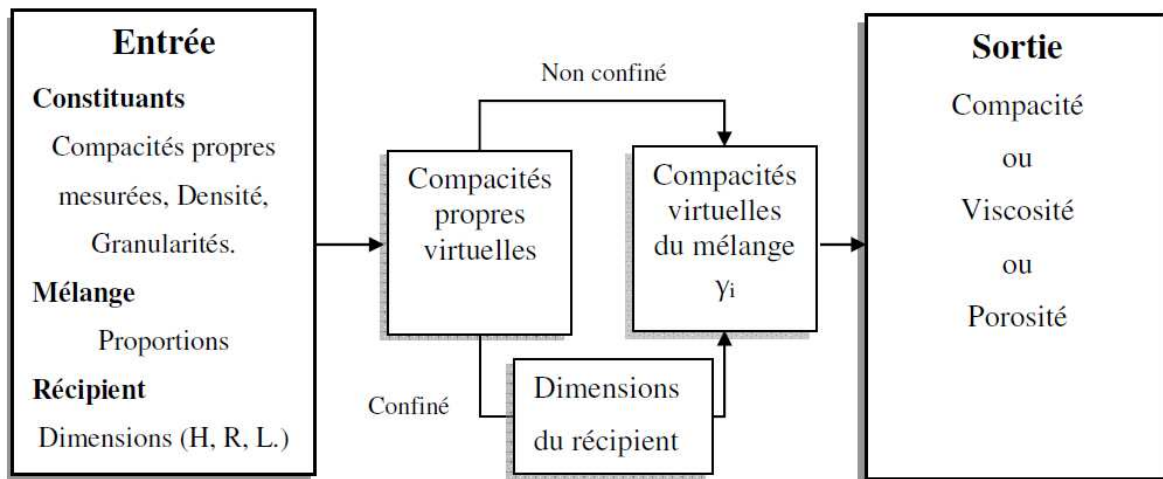 Entrée
Constituants
Compacités propres
mesurées, Densité,
Granularités.
Mélange
Proportions
Récipient
Dimensions (H, R, L.)
Non confiné
Compacités
propres
virtuelles
Confiné
Dimensions
du récipient
Compacités
virtuelles
du mélange
γi
Sortie
Compacité
ou
Viscosité
ou
Porosité